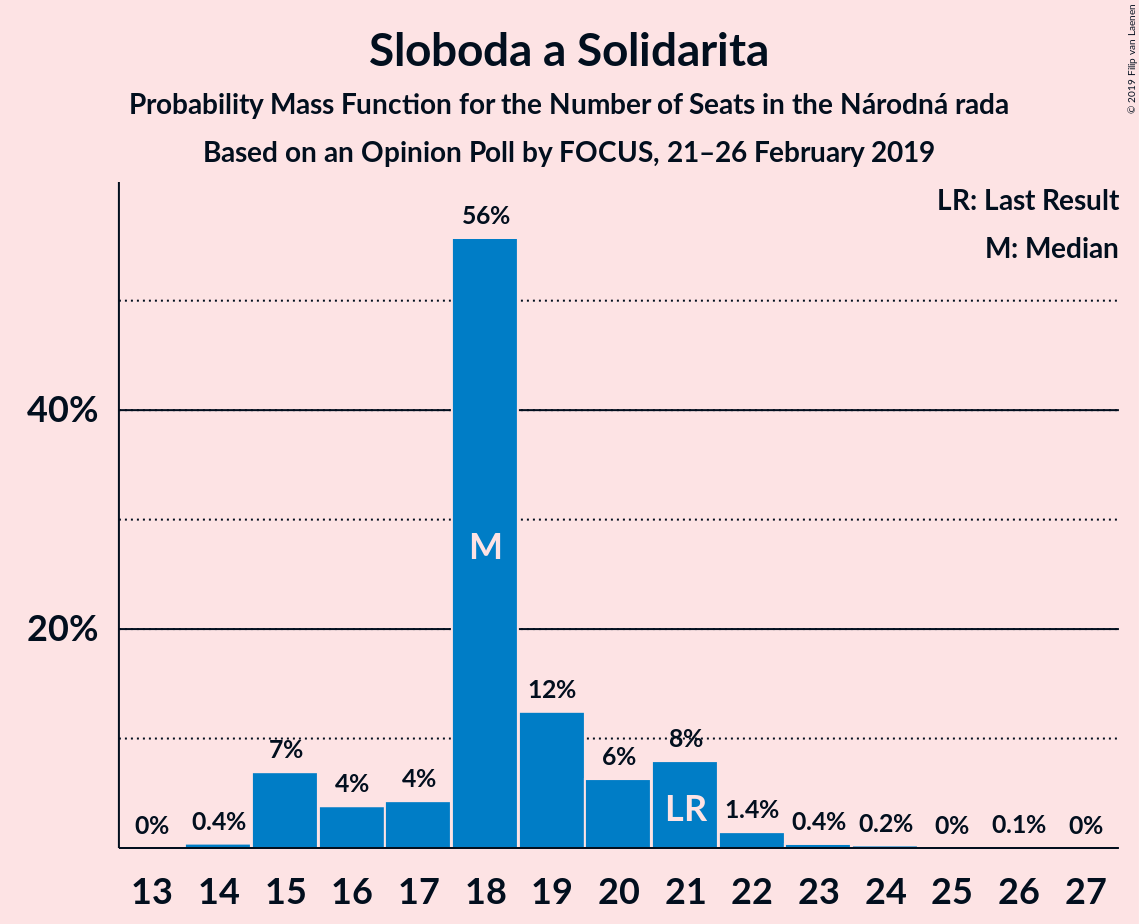 Sloboda a Solidarita
Probability Mass Function for the Number of Seats in the Národná rada
Based on an Opinion Poll by FOCUS, 21–26 February 2019
© 2019 Filip van Laenen
LR: Last Result
M: Median
56%
40%
M
20%
12%
7%
4%
4%
6%
8%
LR
0%
0.4%
1.4%
0.4%
0.2%
0%
0.1%
0%
13 14 15 16 17 18 19 20 21 22 23 24 25 26 27